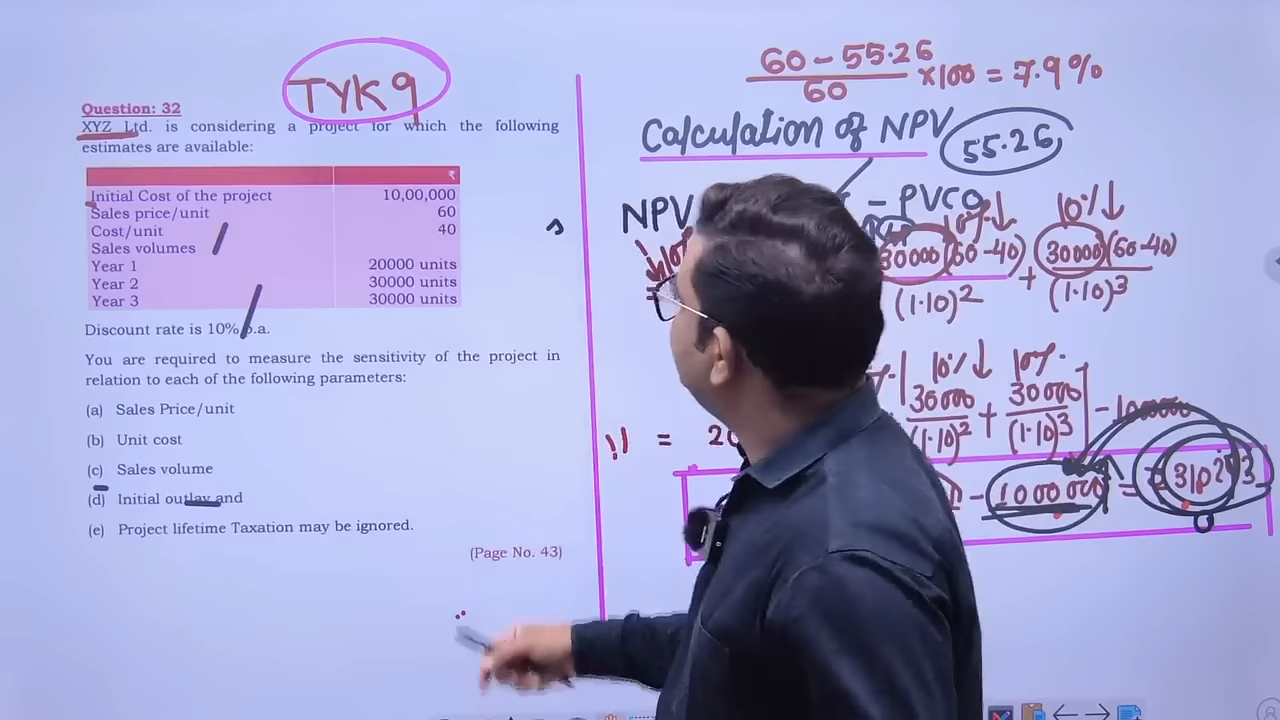 TYK 9
Question: 32
XYZ Ltd. is considering a project for which the following
estimates are available:
₹
Initial Cost of the project 10,00,000
Sales price/unit 60
Cost/unit 40
Sales volumes
Year 1 20000 units
Year 2 30000 units
Year 3 30000 units
Discount rate is 10% p.a.
You are required to measure the sensitivity of the project in
relation to each of the following parameters:
(a) Sales Price/unit
(b) Unit cost
(c) Sales volume
(d) Initial outlay and
(e) Project lifetime Taxation may be ignored.
(Page No. 43)
60 - 55.26
60
×100 = 7.9%
Calculation of NPV
55.26
NPV - PVCO
10%↓ 10%↓
30000 (60-40) + 30000 (60-40)
(1.10)² (1.10)³
10%↓ 10%
30000 + 30000 - 1000000
(1.10)² (1.10)³
=
- 1000000 =